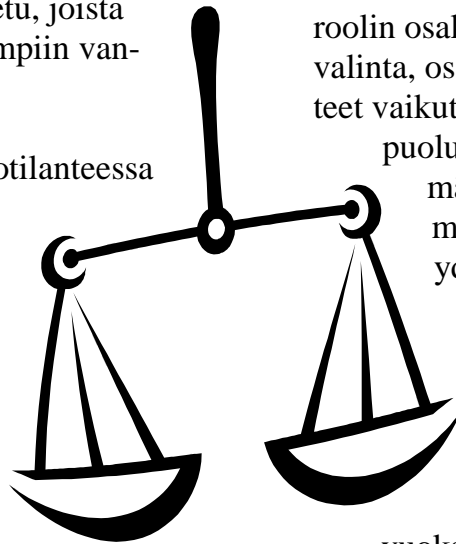 etu, joista
mpiin van-
otilanteessa
roolin osal
valinta, os
teet vaikut
puolu
ma
m
yo